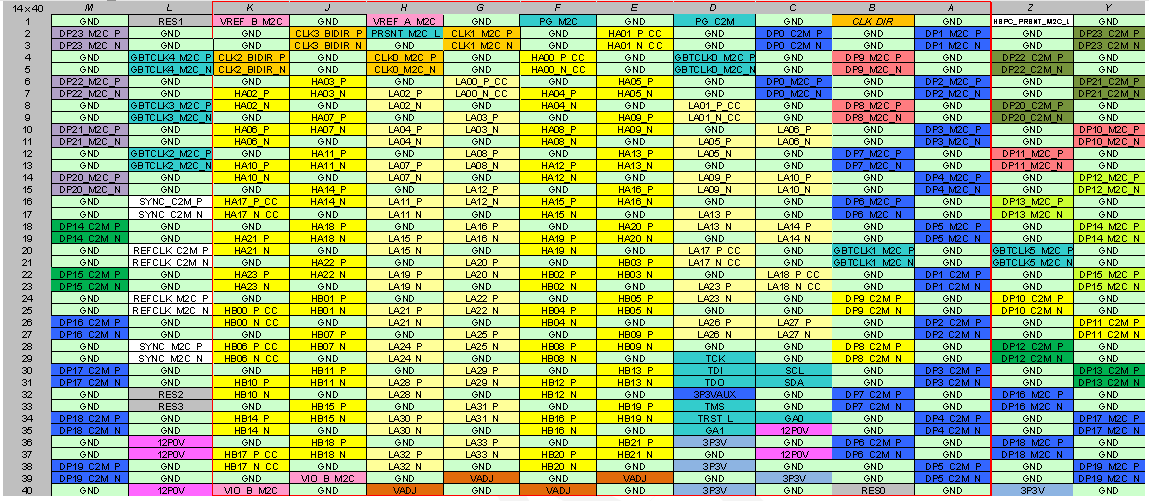 14×40 M L K J H G F E D C B A Z Y
1 GND RES1 VREF_B_M2C GND VREF_A_M2C GND PG_M2C GND PG_C2M GND CLK_DIR GND HSPC_PRSNT_M2C_L GND
2 DP23_M2C_P GND GND CLK3_BIDIR_P PRSNT_M2C_L CLK1_M2C_P GND HA01_P_CC GND DP0_C2M_P GND DP1_M2C_P GND DP23_C2M_P
3 DP23_M2C_N GND GND CLK3_BIDIR_N GND CLK1_M2C_N GND HA01_N_CC GND DP0_C2M_N GND DP1_M2C_N GND DP23_C2M_N
4 GND GBTCLK4_M2C_P CLK2_BIDIR_P GND CLK0_M2C_P GND HA00_P_CC GND GBTCLK0_M2C_P GND DP9_M2C_P GND DP22_C2M_P GND
5 GND GBTCLK4_M2C_N CLK2_BIDIR_N GND CLK0_M2C_N GND HA00_N_CC GND GBTCLK0_M2C_N GND DP9_M2C_N GND DP22_C2M_N GND
6 DP22_M2C_P GND GND HA03_P GND LA00_P_CC GND HA05_P GND DP0_M2C_P GND DP2_M2C_P GND DP21_C2M_P
7 DP22_M2C_N GND HA02_P HA03_N LA02_P LA00_N_CC HA04_P HA05_N GND DP0_M2C_N GND DP2_M2C_N GND DP21_C2M_N
8 GND GBTCLK3_M2C_P HA02_N GND LA02_N GND HA04_N GND LA01_P_CC GND DP8_M2C_P GND DP20_C2M_P GND
9 GND GBTCLK3_M2C_N GND HA07_P GND LA03_P GND HA09_P LA01_N_CC GND DP8_M2C_N GND DP20_C2M_N GND
10 DP21_M2C_P GND HA06_P HA07_N LA04_P LA03_N HA08_P HA09_N GND LA06_P GND DP3_M2C_P GND DP10_M2C_P
11 DP21_M2C_N GND HA06_N GND LA04_N GND HA08_N GND LA05_P LA06_N GND DP3_M2C_N GND DP10_M2C_N
12 GND GBTCLK2_M2C_P GND HA11_P GND LA08_P GND HA13_P LA05_N GND DP7_M2C_P GND DP11_M2C_P GND
13 GND GBTCLK2_M2C_N HA10_P HA11_N LA07_P LA08_N HA12_P HA13_N GND GND DP7_M2C_N GND DP11_M2C_N GND
14 DP20_M2C_P GND HA10_N GND LA07_N GND HA12_N GND LA09_P LA10_P GND DP4_M2C_P GND DP12_M2C_P
15 DP20_M2C_N GND GND HA14_P GND LA12_P GND HA16_P LA09_N LA10_N GND DP4_M2C_N GND DP12_M2C_N
16 GND SYNC_C2M_P HA17_P_CC HA14_N LA11_P LA12_N HA15_P HA16_N GND GND DP6_M2C_P GND DP13_M2C_P GND
17 GND SYNC_C2M_N HA17_N_CC GND LA11_N GND HA15_N GND LA13_P GND DP6_M2C_N GND DP13_M2C_N GND
18 DP14_C2M_P GND GND HA18_P GND LA16_P GND HA20_P LA13_N LA14_P GND DP5_M2C_P GND DP14_M2C_P
19 DP14_C2M_N GND HA21_P HA18_N LA15_P LA16_N HA19_P HA20_N GND LA14_N GND DP5_M2C_N GND DP14_M2C_N
20 GND REFCLK_C2M_P HA21_N GND LA15_N GND HA19_N GND LA17_P_CC GND GBTCLK1_M2C_P GND GBTCLK5_M2C_P GND
21 GND REFCLK_C2M_N GND HA22_P GND LA20_P GND HB03_P LA17_N_CC GND GBTCLK1_M2C_N GND GBTCLK5_M2C_N GND
22 DP15_C2M_P GND HA23_P HA22_N LA19_P LA20_N HB02_P HB03_N GND LA18_P_CC GND DP1_C2M_P GND DP15_M2C_P
23 DP15_C2M_N GND HA23_N GND LA19_N GND HB02_N GND LA23_P LA18_N_CC GND DP1_C2M_N GND DP15_M2C_N
24 GND REFCLK_M2C_P GND HB01_P GND LA22_P GND HB05_P LA23_N GND DP9_C2M_P GND DP10_C2M_P GND
25 GND REFCLK_M2C_N HB00_P_CC HB01_N LA21_P LA22_N HB04_P HB05_N GND GND DP9_C2M_N GND DP10_C2M_N GND
26 DP16_C2M_P GND HB00_N_CC GND LA21_N GND HB04_N GND LA26_P LA27_P GND DP2_C2M_P GND DP11_C2M_P
27 DP16_C2M_N GND GND HB07_P GND LA25_P GND HB09_P LA26_N LA27_N GND DP2_C2M_N GND DP11_C2M_N
28 GND SYNC_M2C_P HB06_P_CC HB07_N LA24_P LA25_N HB08_P HB09_N GND GND DP8_C2M_P GND DP12_C2M_P GND
29 GND SYNC_M2C_N HB06_N_CC GND LA24_N GND HB08_N GND TCK GND DP8_C2M_N GND DP12_C2M_N GND
30 DP17_C2M_P GND GND HB11_P GND LA29_P GND HB13_P TDI SCL GND DP3_C2M_P GND DP13_C2M_P
31 DP17_C2M_N GND HB10_P HB11_N LA28_P LA29_N HB12_P HB13_N TDO SDA GND DP3_C2M_N GND DP13_C2M_N
32 GND RES2 HB10_N GND LA28_N GND HB12_N GND 3P3VAUX GND DP7_C2M_P GND DP16_M2C_P GND
33 GND RES3 GND HB15_P GND LA31_P GND HB19_P TMS GND DP7_C2M_N GND DP16_M2C_N GND
34 DP18_C2M_P GND HB14_P HB15_N LA30_P LA31_N HB16_P HB19_N TRST_L GA0 GND DP4_C2M_P GND DP17_M2C_P
35 DP18_C2M_N GND HB14_N GND LA30_N GND HB16_N GND GA1 12P0V GND DP4_C2M_N GND DP17_M2C_N
36 GND 12P0V GND HB18_P GND LA33_P GND HB21_P 3P3V GND DP6_C2M_P GND DP18_M2C_P GND
37 GND 12P0V HB17_P_CC HB18_N LA32_P LA33_N HB20_P HB21_N GND 12P0V DP6_C2M_N GND DP18_M2C_N GND
38 DP19_C2M_P GND HB17_N_CC GND LA32_N GND HB20_N GND 3P3V GND GND DP5_C2M_P GND DP19_M2C_P
39 DP19_C2M_N GND GND VIO_B_M2C GND VADJ GND VADJ GND 3P3V GND DP5_C2M_N GND DP19_M2C_N
40 GND 12P0V VIO_B_M2C GND VADJ GND VADJ GND 3P3V GND RES0 GND 3P3V GND